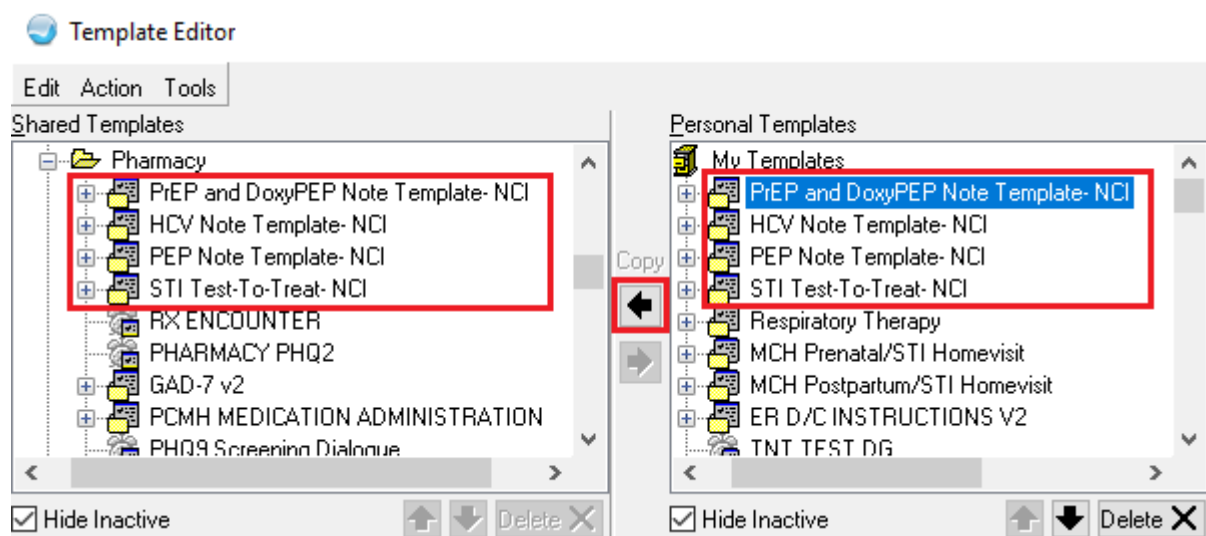 Template Editor
Edit Action Tools
Shared Templates
Pharmacy
PrEP and DoxyPEP Note Template- NCI
HCV Note Template- NCI
PEP Note Template- NCI
STI Test-To-Treat- NCI
RX ENCOUNTER
PHARMACY PHQ2
GAD-7 v2
PCMH MEDICATION ADMINISTRATION
PHQ9 Screening Dialogue
Hide Inactive
Delete
Copy
Personal Templates
My Templates
PrEP and DoxyPEP Note Template- NCI
HCV Note Template- NCI
PEP Note Template- NCI
STI Test-To-Treat- NCI
Respiratory Therapy
MCH Prenatal/STI Homevisit
MCH Postpartum/STI Homevisit
ER D/C INSTRUCTIONS V2
TNT TEST DG
Hide Inactive
Delete